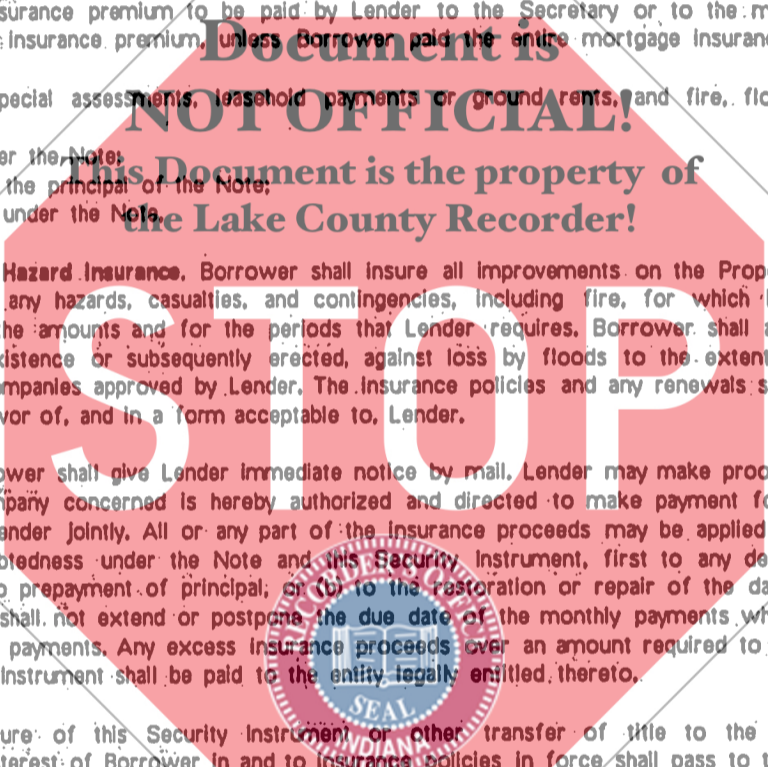 surance premium to be paid by Lender to the Secretary or to the
insurance premium, unless Borrower paid the entire mortgage
Document is
special assessments, leasehold payments or ground rents, and fire,
NOT OFFICIAL!
er the Note;
This Document is the property of
the principal of the Note;
under the Note.
the Lake County Recorder!
Hazard Insurance. Borrower shall insure all improvements on the
any hazards, casualties, and contingencies, including fire, for which
the amounts and for the periods that Lender requires. Borrower shall
existence or subsequently erected, against loss by floods to the extent
mpanies approved by Lender. The insurance policies and any renewals
vor of, and in a form acceptable to, Lender.
STOP
ower shall give Lender immediate notice by mail. Lender may make
mpany concerned is hereby authorized and directed to make payment
ender jointly. All or any part of the insurance proceeds may be applied
btedness under the Note and this Security Instrument, first to any
prepayment of principal, or (b) to the restoration or repair of the
shall not extend or postpone the due date of the monthly payments
payments. Any excess insurance proceeds over an amount required to
Instrument shall be paid to the entity legally entitled thereto.
RECORDER'S OFFICE
SEAL
INDIANA
ure of this Security Instrument or other transfer of title to the
terest of Borrower in and to insurance policies in force shall pass to